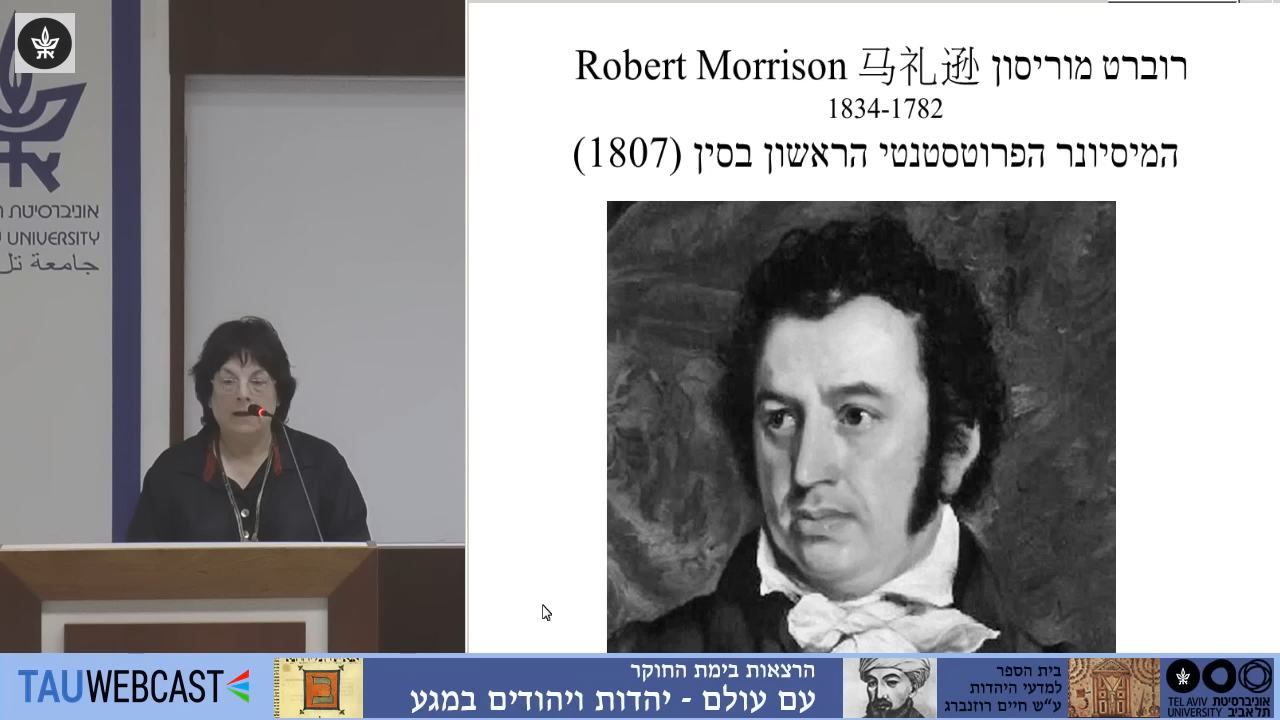 רוברט מוריסון 马礼逊 Robert Morrison
1834-1782
המיסיונר הפרוטסטנטי הראשון בסין (1807)
אוניברסיטת ת
UNIVERSITY
جامعة تل
TAUWEBCAST
הרצאות בימת החוקר
עם עולם - יהדות ויהודים במגע
בית הספר
למדעי היהדות
ע״ש חיים רוזנברג
TEL AVIV אוניברסיטת
UNIVERSITY תל אביב